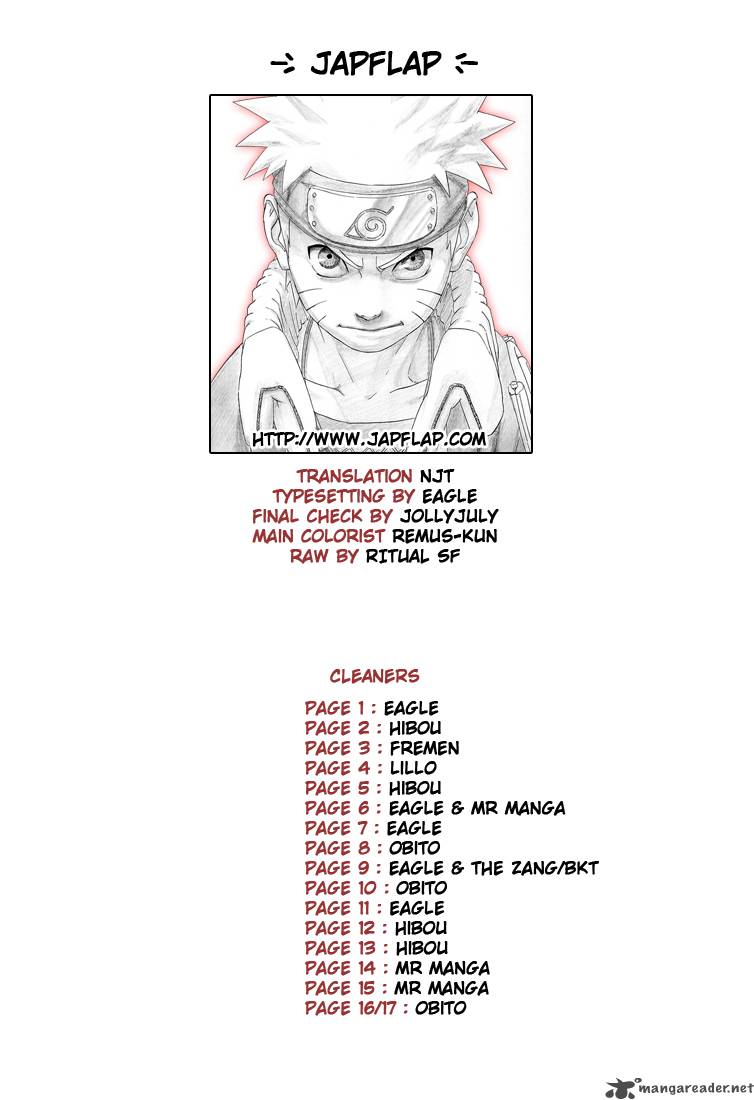 JAPFLAP
HTTP://WWW.JAPFLAP.COM
TRANSLATION NJT
TYPESETTING BY EAGLE
FINAL CHECK BY JOLLYJULY
MAIN COLORIST REMUS-KUN
RAW BY RITUAL SF
CLEANERS
PAGE 1 : EAGLE
PAGE 2 : HIBOU
PAGE 3 : FREMEN
PAGE 4 : LILLO
PAGE 5 : HIBOU
PAGE 6 : EAGLE & MR MANGA
PAGE 7 : EAGLE
PAGE 8 : OBITO
PAGE 9 : EAGLE & THE ZANG/BKT
PAGE 10 : OBITO
PAGE 11 : EAGLE
PAGE 12 : HIBOU
PAGE 13 : HIBOU
PAGE 14 : MR MANGA
PAGE 15 : MR MANGA
PAGE 16/17 : OBITO
mangareader.net